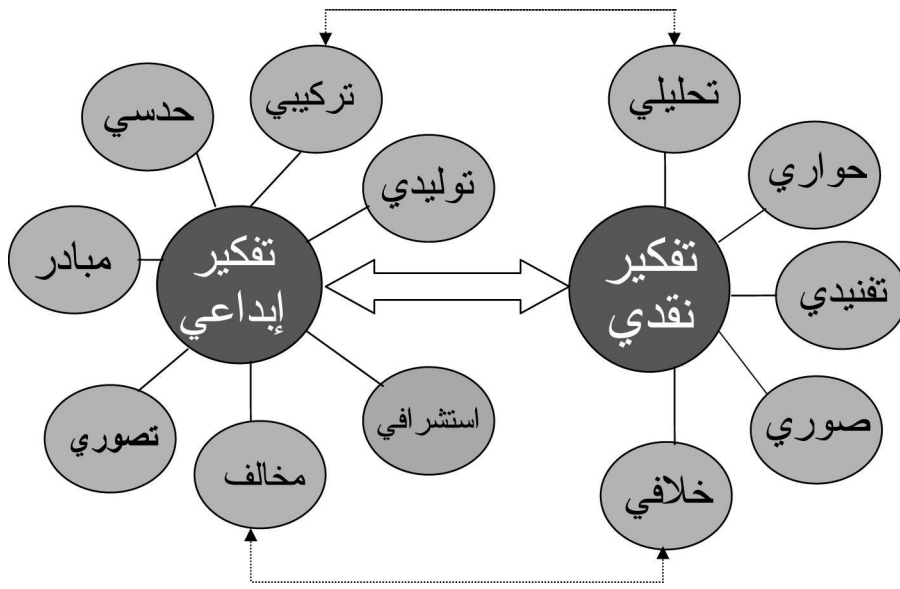 تحليلي
حواري
تفنيدي
صوري
خلافي
تفكير
نقدي
تركيبي
حدسي
توليدي
مبادر
تفكير
إبداعي
استشرافي
تصوري
مخالف